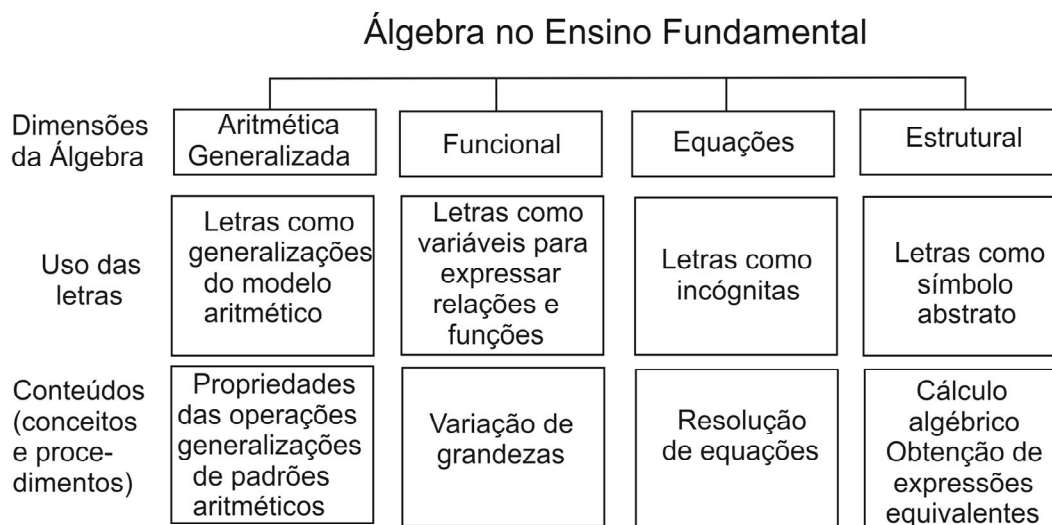 Álgebra no Ensino Fundamental
Dimensões
da Álgebra
Aritmética
Generalizada
Funcional
Equações
Estrutural
Uso das
letras
Letras como
generalizações
do modelo
aritmético
Letras como
variáveis para
expressar
relações e
funções
Letras como
incógnitas
Letras como
símbolo
abstrato
Conteúdos
(conceitos
e proce-
dimentos)
Propriedades
das operações
generalizações
de padrões
aritméticos
Variação de
grandezas
Resolução
de equações
Cálculo
algébrico
Obtenção de
expressões
equivalentes